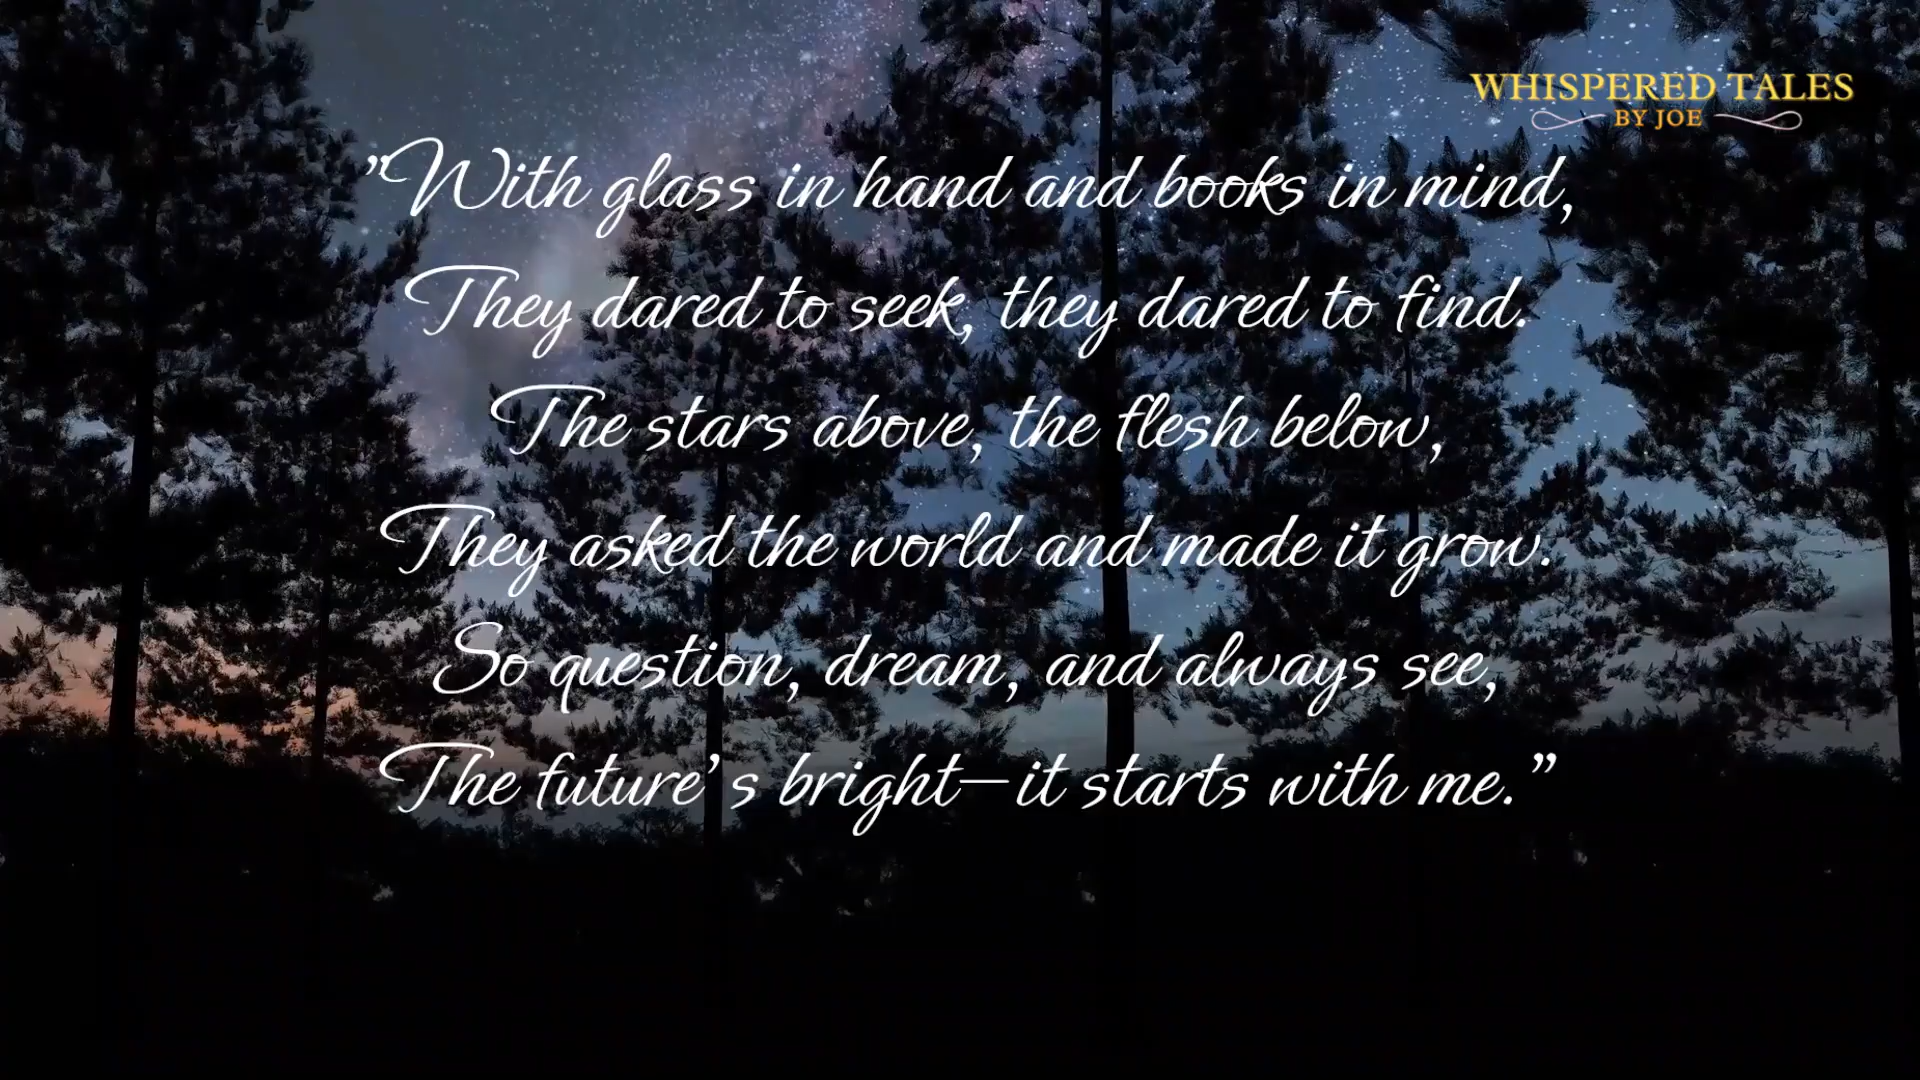 WHISPERED TALES
BY JOE
"With glass in hand and books in mind,
They dared to seek, they dared to find.
The stars above, the flesh below,
They asked the world and made it grow.
So question, dream, and always see,
The future's bright—it starts with me."